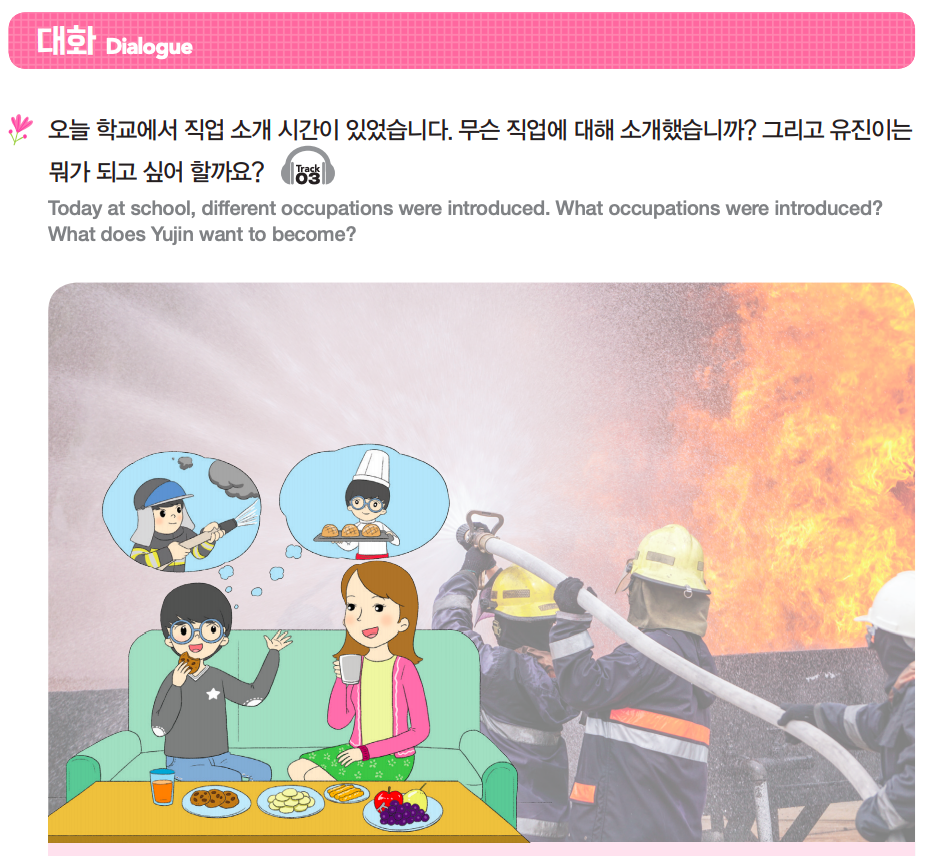 대화 Dialogue
오늘 학교에서 직업 소개 시간이 있었습니다. 무슨 직업에 대해 소개했습니까? 그리고 유진이는
뭐가 되고 싶어 할까요? Track 03
Today at school, different occupations were introduced. What occupations were introduced?
What does Yujin want to become?